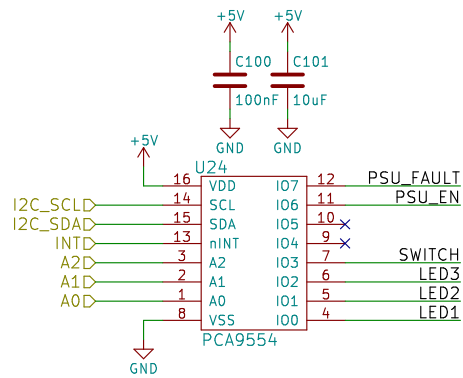 +5V +5V
C100 C101
100nF 10uF
GND GND
+5V
U24
16 VDD IO7 12 PSU_FAULT
I2C_SCL 14 SCL IO6 11 PSU_EN
I2C_SDA 15 SDA IO5 10
INT 13 nINT IO4 9
A2 3 A2 IO3 7 SWITCH
A1 2 A1 IO2 6 LED3
A0 1 A0 IO1 5 LED2
8 VSS IO0 4 LED1
PCA9554
GND